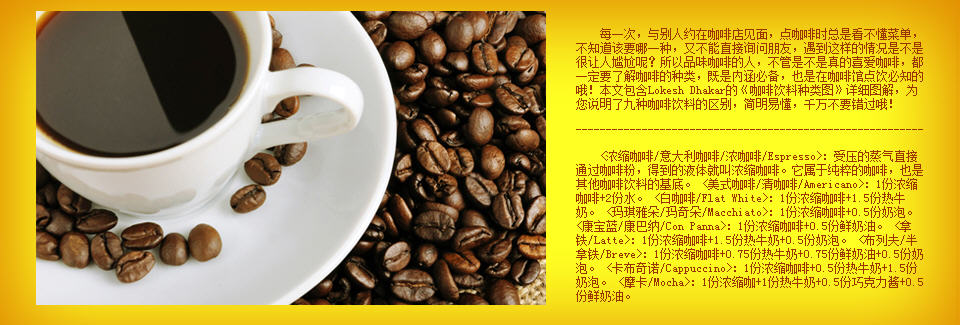 每一次，与别人约在咖啡店见面，点咖啡时总是看不懂菜单，
不知道该要哪一种，又不能直接询问朋友，遇到这样的情况是不是
很让人尴尬呢？所以品味咖啡的人，不管是不是真的喜爱咖啡，都
一定要了解咖啡的种类，既是内涵必备，也是在咖啡馆点饮必知的
哦！本文包含Lokesh Dhakar的《咖啡饮料种类图》详细图解，为
您说明了九种咖啡饮料的区别，简明易懂，千万不要错过哦！
----------------------------------------------------------
<浓缩咖啡/意大利咖啡/浓咖啡/Espresso>：受压的蒸气直接
通过咖啡粉，得到的液体就叫浓缩咖啡。它属于纯粹的咖啡，也是
其他咖啡饮料的基底。 <美式咖啡/清咖啡/Americano>：1份浓缩
咖啡+2份水。 <白咖啡/Flat White>：1份浓缩咖啡+1.5份热牛
奶。 <玛琪雅朵/玛奇朵/Macchiato>：1份浓缩咖啡+0.5份奶泡。
<康宝蓝/康巴纳/Con Panna>：1份浓缩咖啡+0.5份鲜奶油。 <拿
铁/Latte>：1份浓缩咖啡+1.5份热牛奶+0.5份奶泡。 <布列夫/半
拿铁/Breve>：1份浓缩咖啡+0.75份热牛奶+0.75份鲜奶油+0.5份奶
泡。 <卡布奇诺/Cappuccino>：1份浓缩咖啡+0.5份热牛奶+1.5份
奶泡。 <摩卡/Mocha>：1份浓缩咖+1份热牛奶+0.5份巧克力酱+0.5
份鲜奶油。